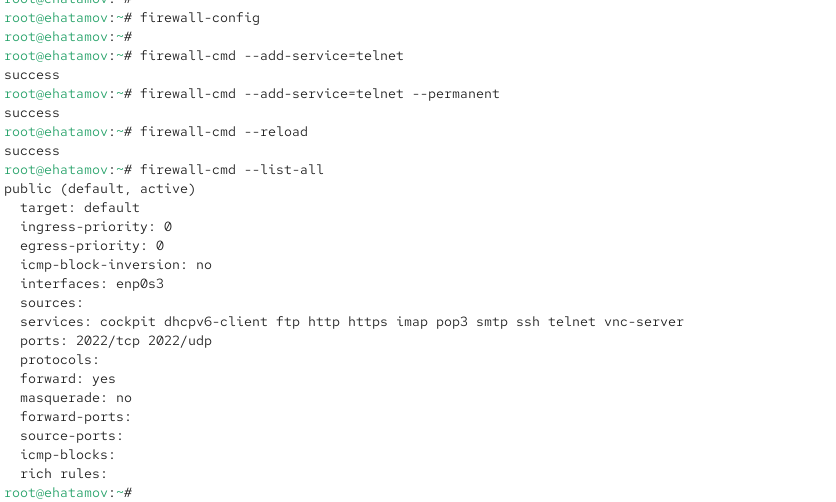 root@ehatamov:~#
root@ehatamov:~# firewall-config
root@ehatamov:~#
root@ehatamov:~# firewall-cmd --add-service=telnet
success
root@ehatamov:~# firewall-cmd --add-service=telnet --permanent
success
root@ehatamov:~# firewall-cmd --reload
success
root@ehatamov:~# firewall-cmd --list-all
public (default, active)
  target: default
  ingress-priority: 0
  egress-priority: 0
  icmp-block-inversion: no
  interfaces: enp0s3
  sources:
  services: cockpit dhcpv6-client ftp http https imap pop3 smtp ssh telnet vnc-server
  ports: 2022/tcp 2022/udp
  protocols:
  forward: yes
  masquerade: no
  forward-ports:
  source-ports:
  icmp-blocks:
  rich rules:
root@ehatamov:~#